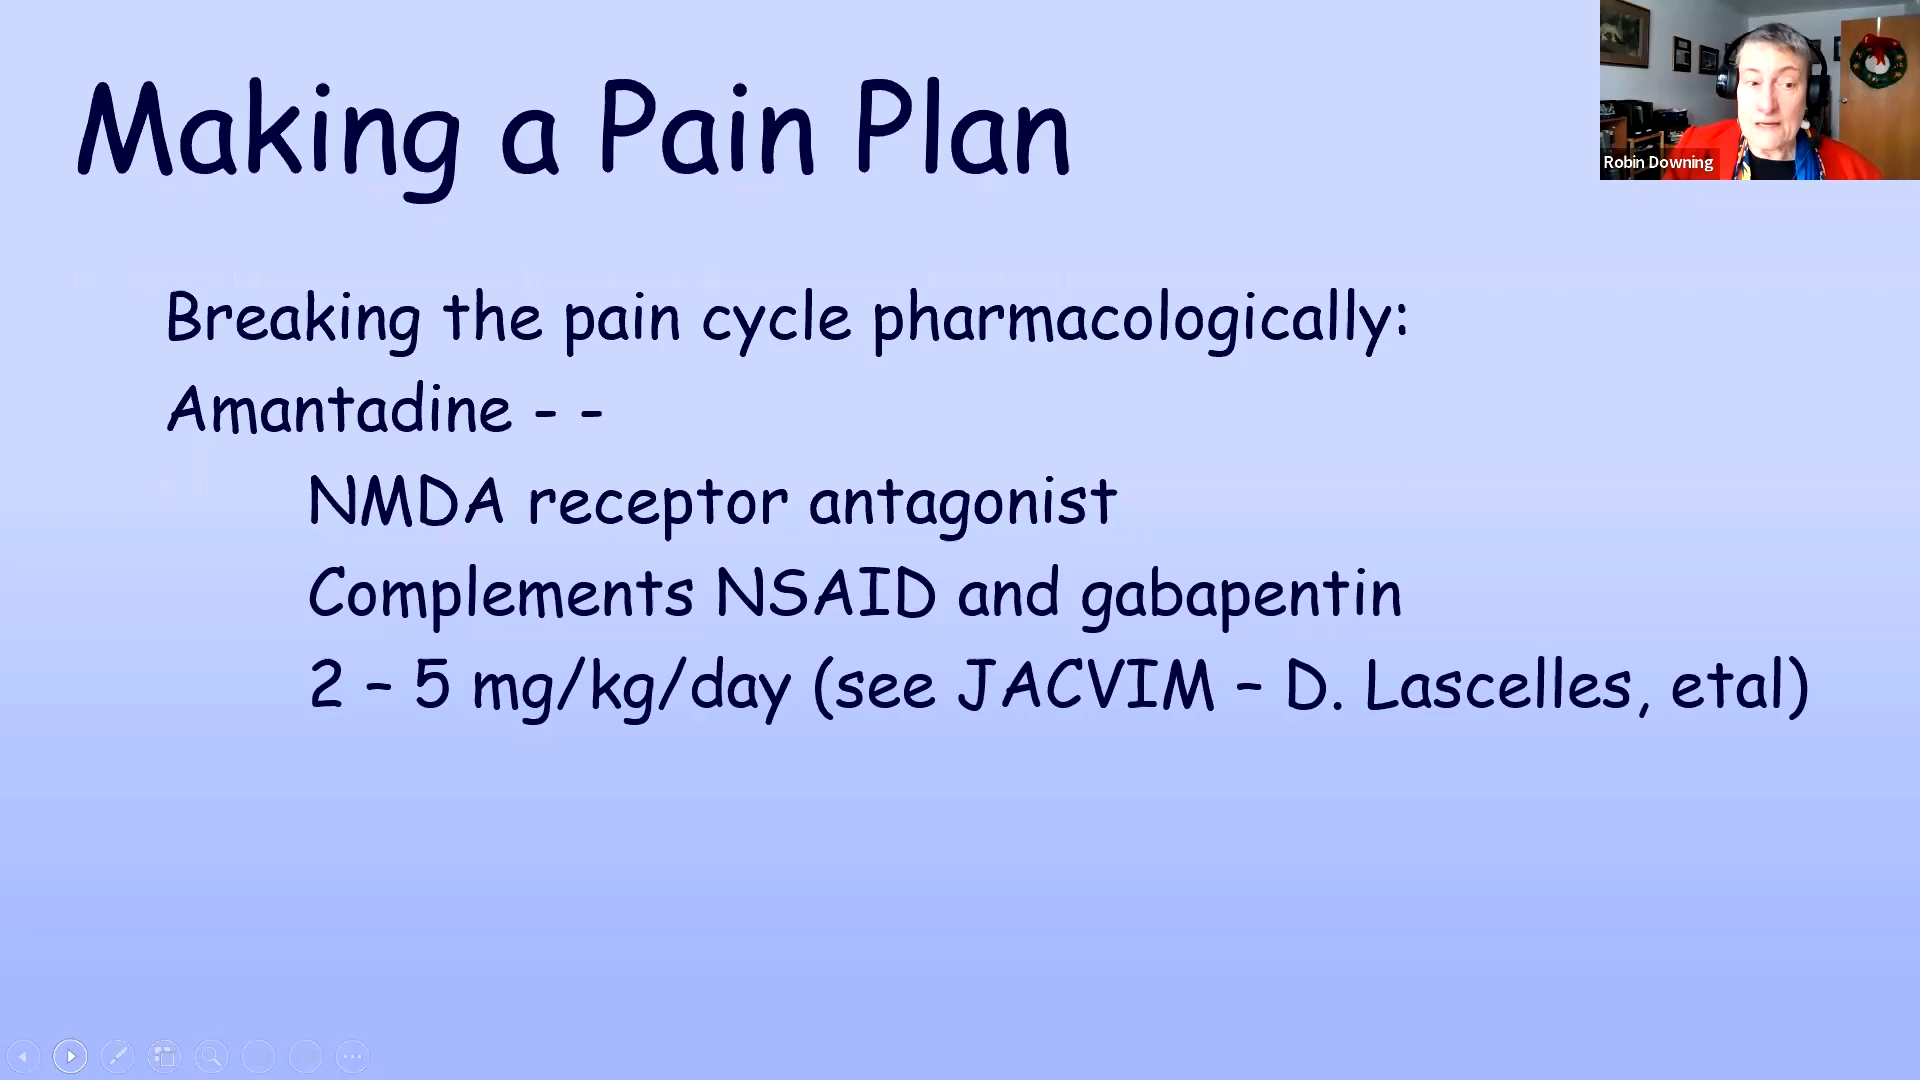 Making a Pain Plan
Robin Downing
Breaking the pain cycle pharmacologically:
Amantadine - -
NMDA receptor antagonist
Complements NSAID and gabapentin
2 – 5 mg/kg/day (see JACVIM – D. Lascelles, etal)